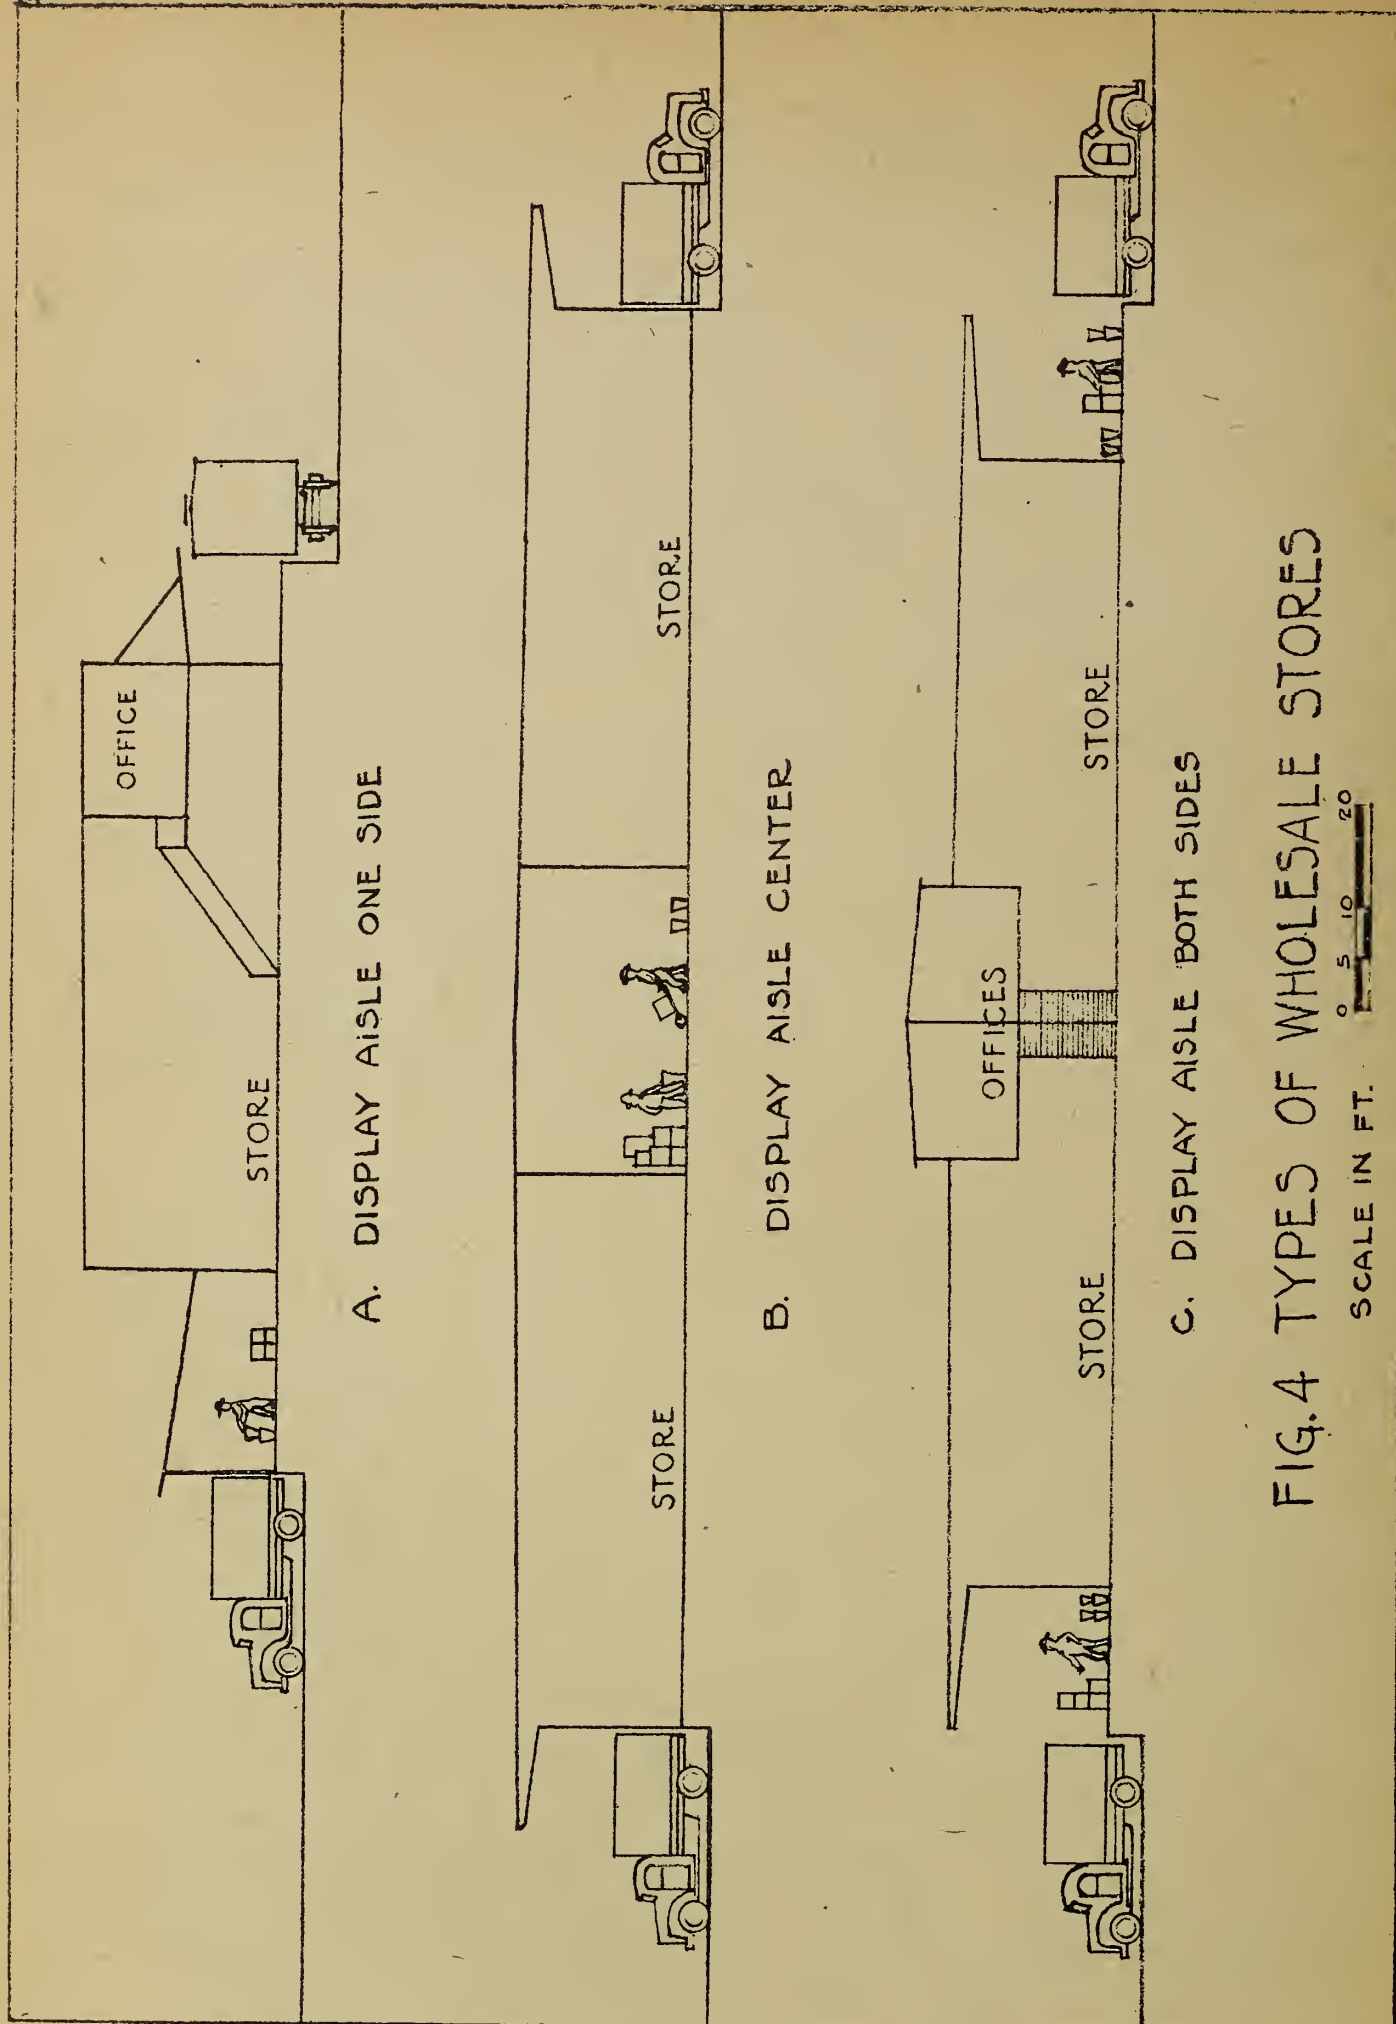 OFFICE
STORE
A. DISPLAY AISLE ONE SIDE
STORE
STORE
B. DISPLAY AISLE CENTER
OFFICES
STORE
STORE
C. DISPLAY AISLE BOTH SIDES
FIG.4 TYPES OF WHOLESALE STORES
0 5 10 20
SCALE IN FT.